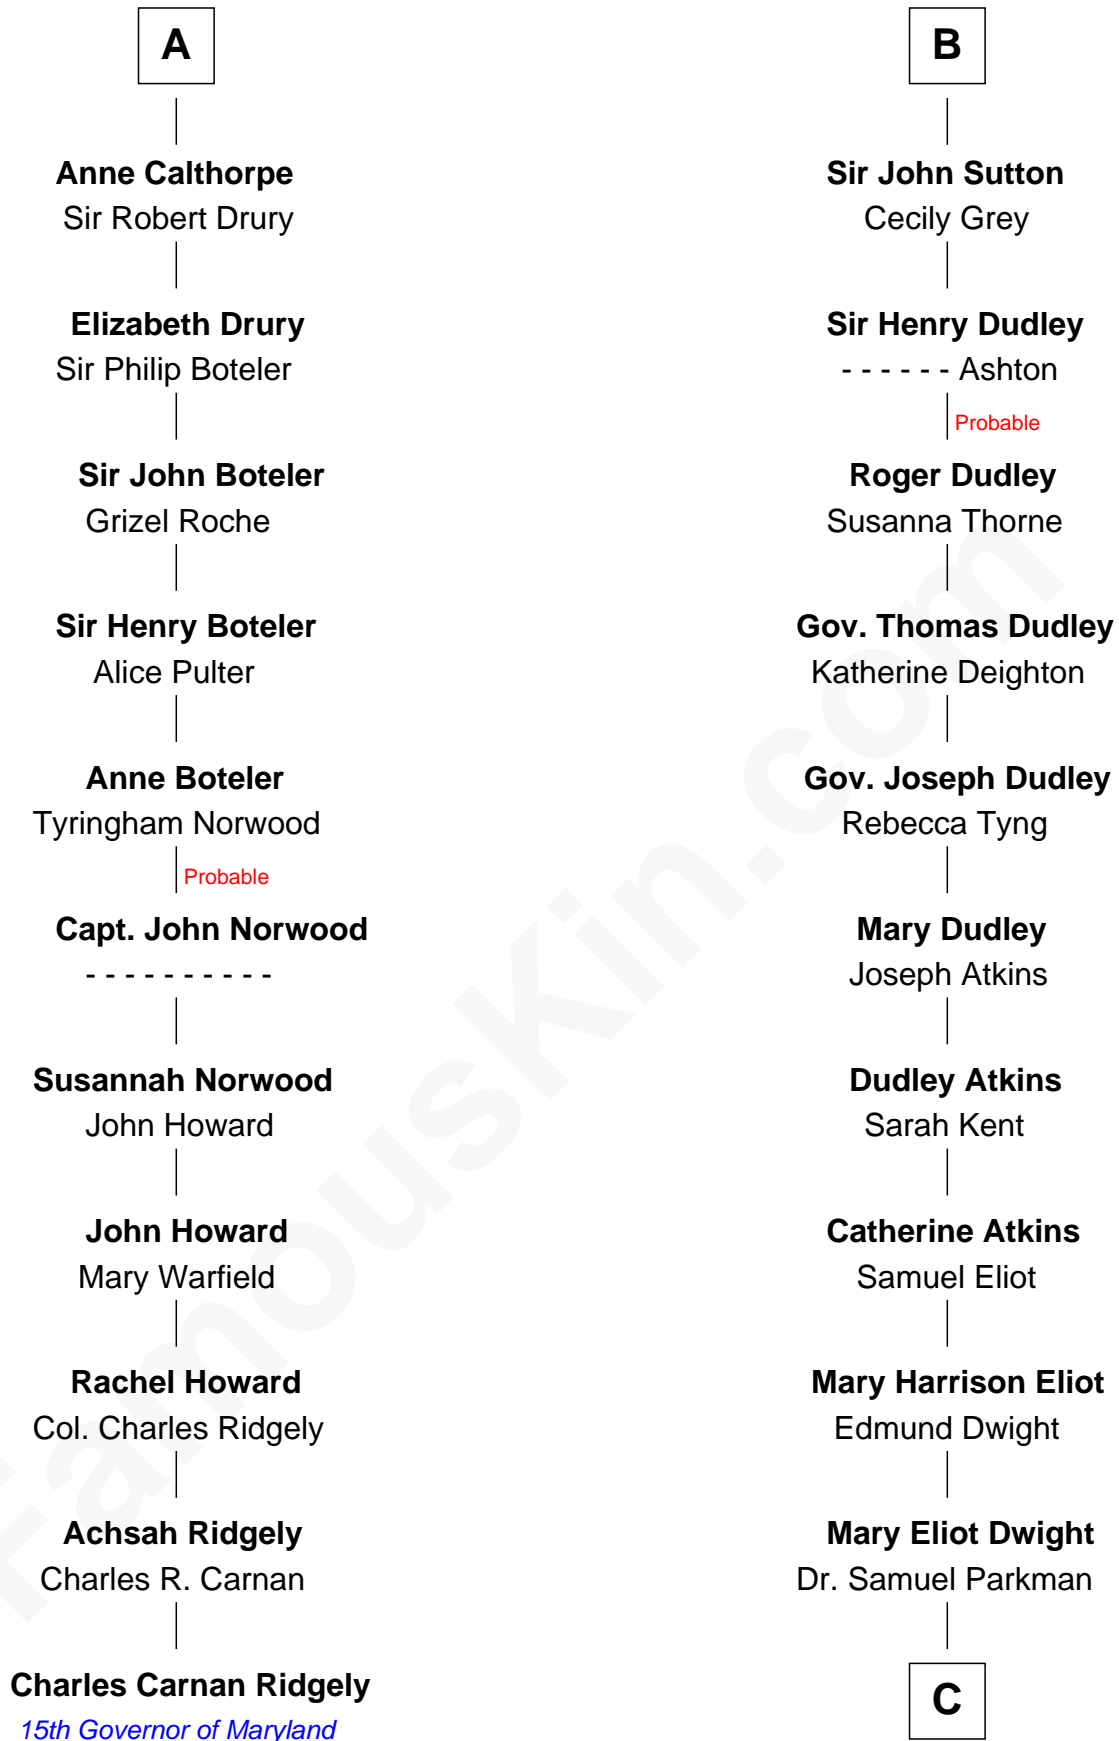 A
Anne Calthorpe
Sir Robert Drury
Elizabeth Drury
Sir Philip Boteler
Sir John Boteler
Grizel Roche
Sir Henry Boteler
Alice Pulter
Anne Boteler
Tyringham Norwood
Probable
Capt. John Norwood
- - - - - - - - - -
Susannah Norwood
John Howard
John Howard
Mary Warfield
Rachel Howard
Col. Charles Ridgely
Achsah Ridgely
Charles R. Carnan
Charles Carnan Ridgely
15th Governor of Maryland
B
Sir John Sutton
Cecily Grey
Sir Henry Dudley
- - - - - - Ashton
Probable
Roger Dudley
Susanna Thorne
Gov. Thomas Dudley
Katherine Deighton
Gov. Joseph Dudley
Rebecca Tyng
Mary Dudley
Joseph Atkins
Dudley Atkins
Sarah Kent
Catherine Atkins
Samuel Eliot
Mary Harrison Eliot
Edmund Dwight
Mary Eliot Dwight
Dr. Samuel Parkman
C
FamousKin.com